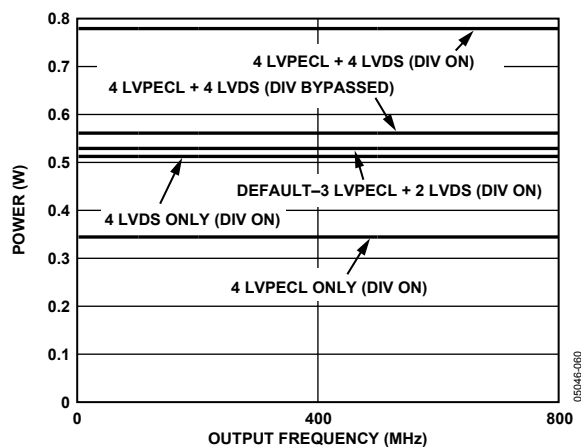 0.8
0.7
0.6
0.5
0.4
0.3
0.2
0.1
0
POWER (W)
4 LVPECL + 4 LVDS (DIV ON)
4 LVPECL + 4 LVDS (DIV BYPASSED)
DEFAULT–3 LVPECL + 2 LVDS (DIV ON)
4 LVDS ONLY (DIV ON)
4 LVPECL ONLY (DIV ON)
0
400
800
OUTPUT FREQUENCY (MHz)
05046-060